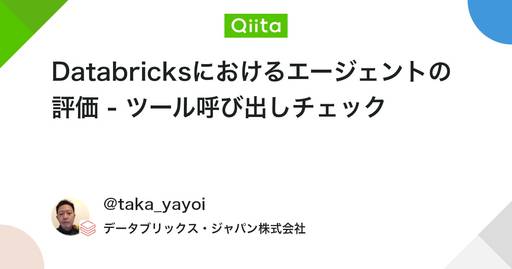 Qiita
Databricksにおけるエージェントの
評価 - ツール呼び出しチェック
@taka_yayoi
データブリックス・ジャパン株式会社